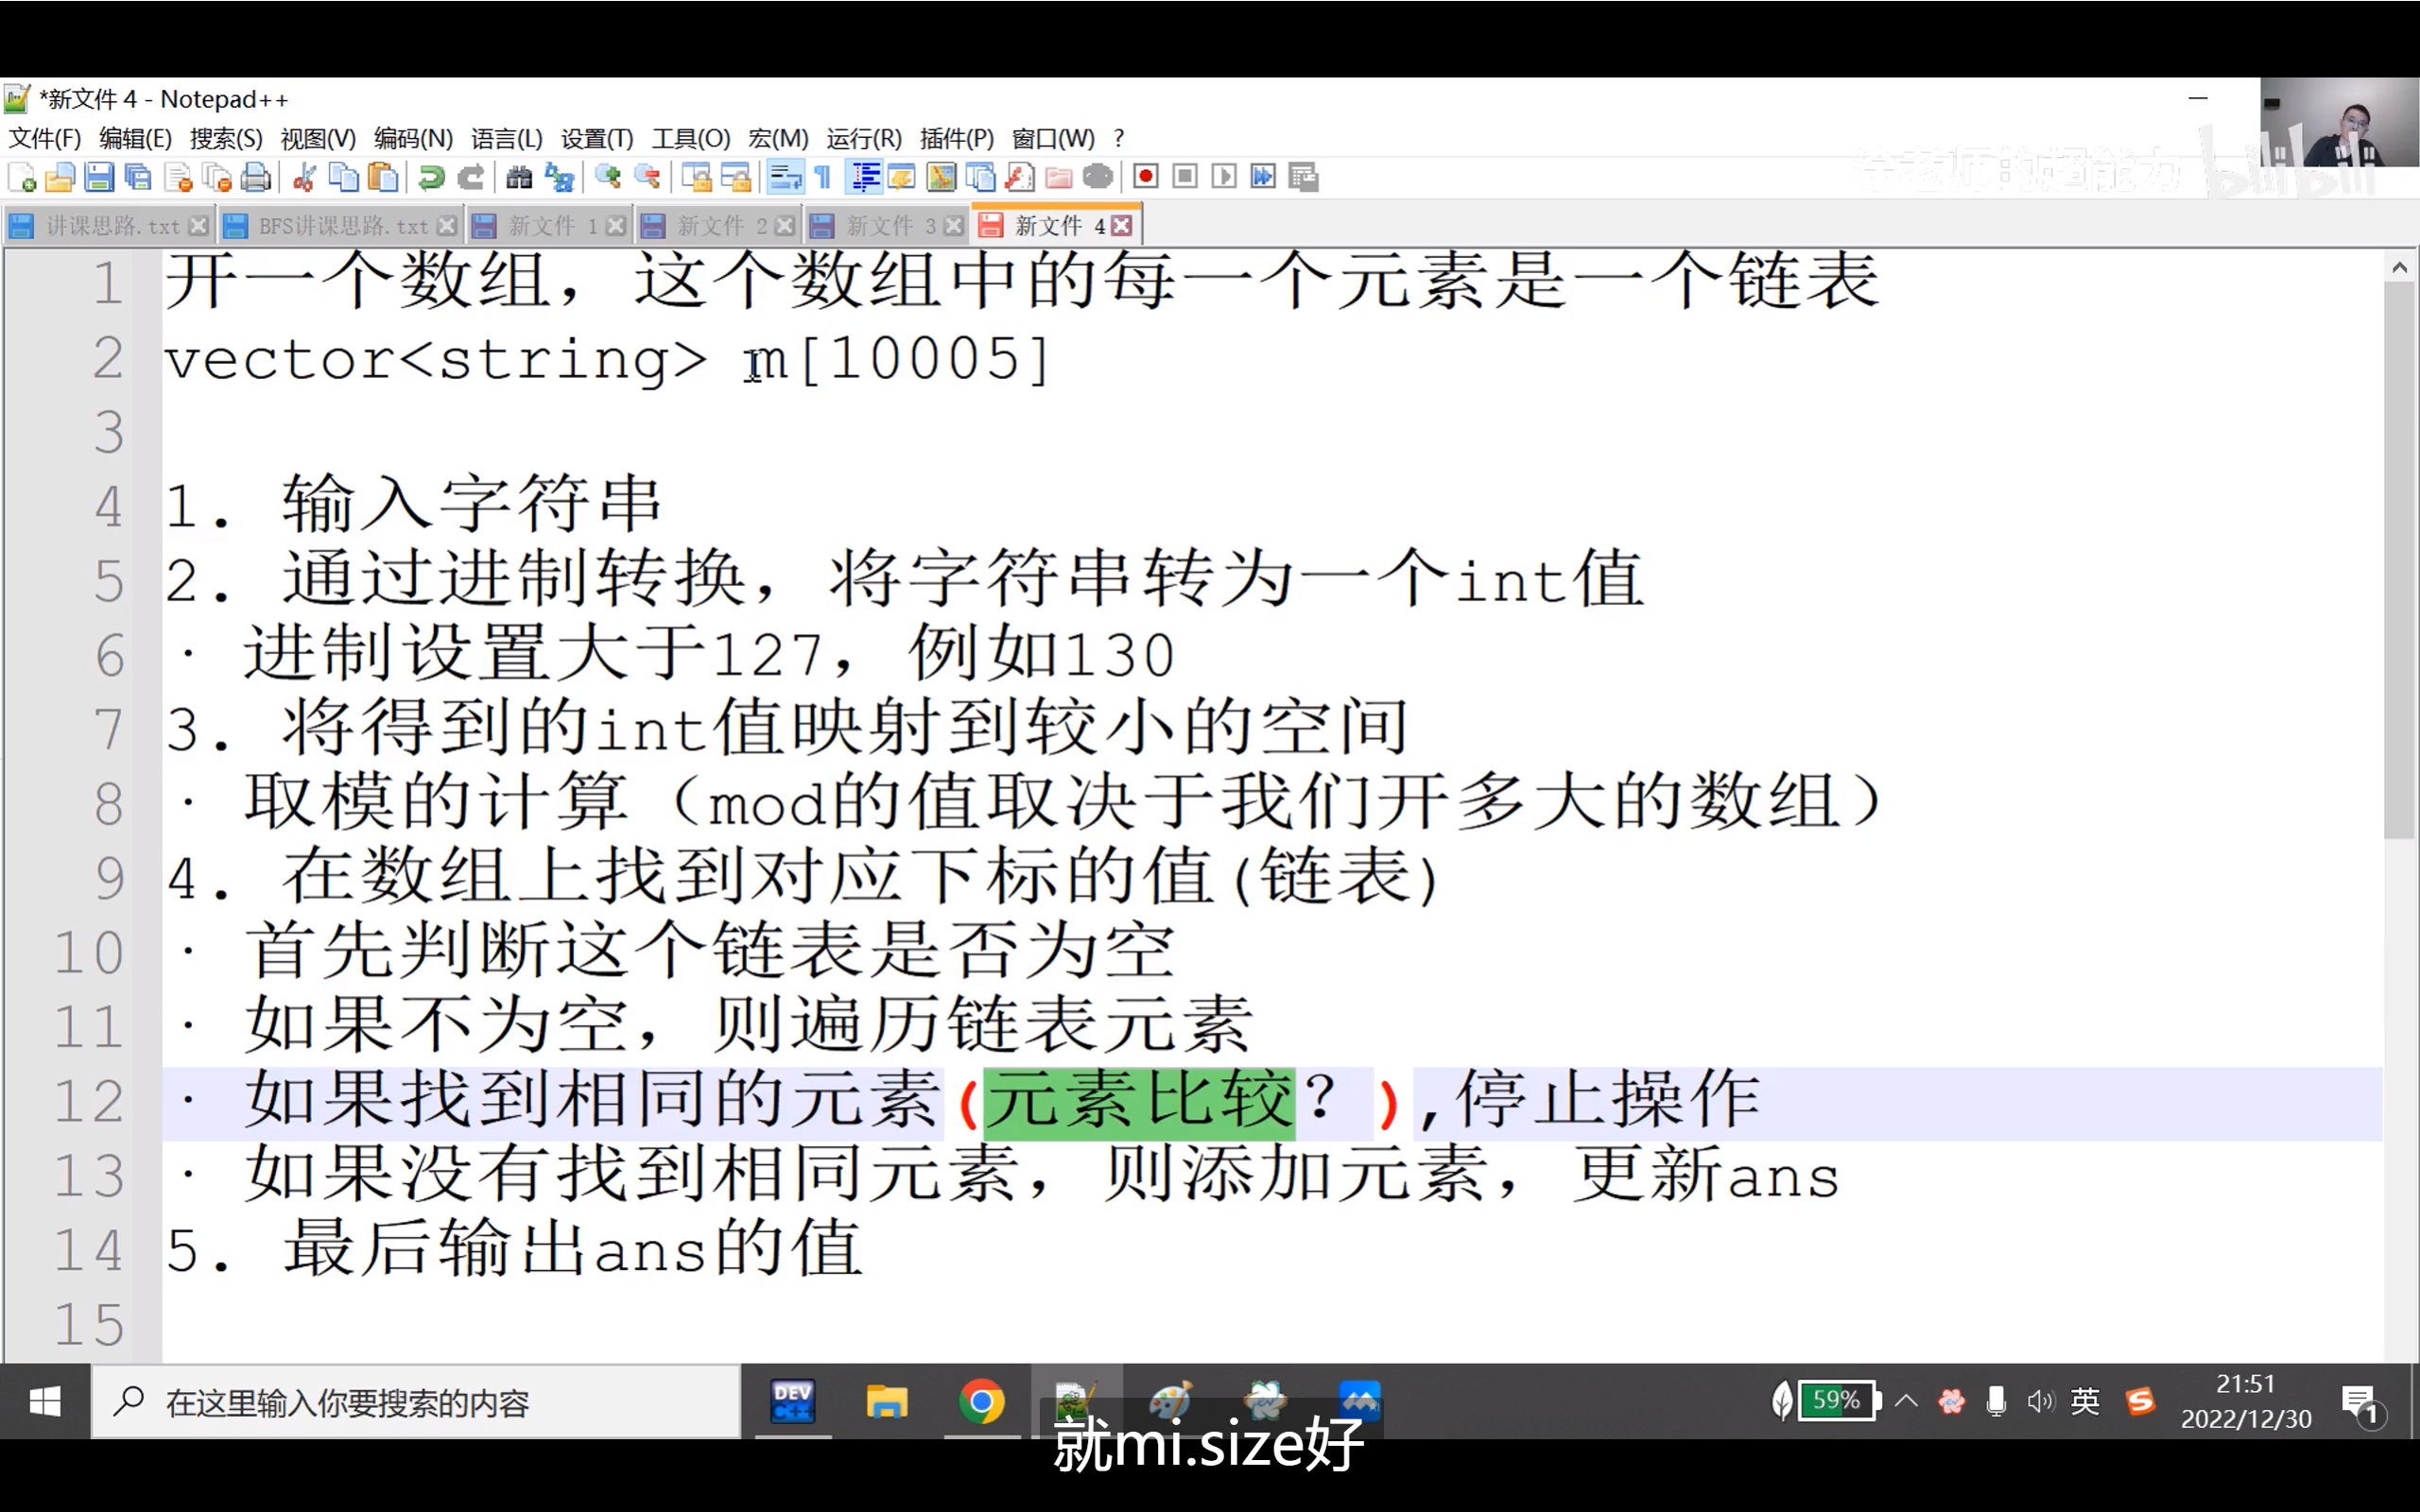 *新文件 4 - Notepad++
文件(F) 编辑(E) 搜索(S) 视图(V) 编码(N) 语言(L) 设置(T) 工具(O) 宏(M) 运行(R) 插件(P) 窗口(W) ?
涂老师的超能力 bilibili
讲课思路.txt BFS讲课思路.txt 新文件 1 新文件 2 新文件 3 新文件 4
1 开一个数组，这个数组中的每一个元素是一个链表
2 vector<string> m[10005]
3
4 1. 输入字符串
5 2. 通过进制转换，将字符串转为一个int值
6 · 进制设置大于127，例如130
7 3. 将得到的int值映射到较小的空间
8 · 取模的计算（mod的值取决于我们开多大的数组）
9 4. 在数组上找到对应下标的值(链表)
10 · 首先判断这个链表是否为空
11 · 如果不为空，则遍历链表元素
12 · 如果找到相同的元素(元素比较？),停止操作
13 · 如果没有找到相同元素，则添加元素，更新ans
14 5. 最后输出ans的值
15
在这里输入你要搜索的内容 DEV C++ 59% 英 21:51
2022/12/30 1
就mi.size好